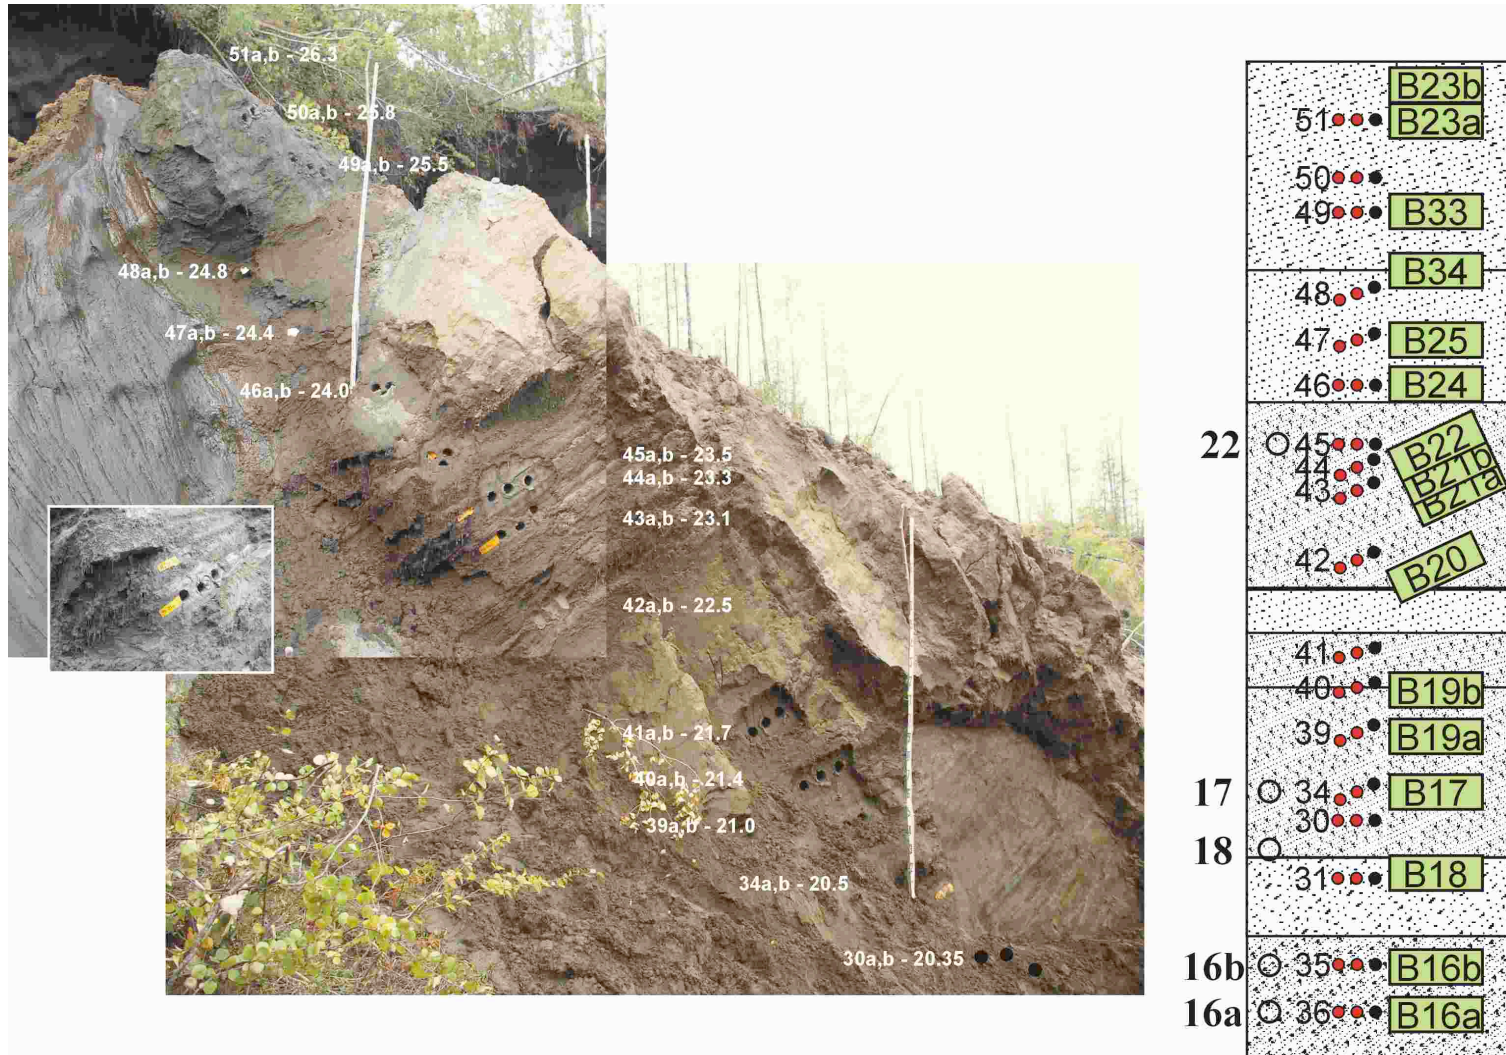 51a,b - 26.3
50a,b - 25.8
49a,b - 25.5
48a,b - 24.8
47a,b - 24.4
46a,b - 24.0
45a,b - 23.5
44a,b - 23.3
43a,b - 23.1
42a,b - 22.5
41a,b - 21.7
40a,b - 21.4
39a,b - 21.0
34a,b - 20.5
30a,b - 20.35
B23b
51 B23a
50
49 B33
B34
48
47 B25
46 B24
22 45 B22
44 B21b
43 B21a
42 B20
41
40 B19b
39 B19a
17 34 B17
30
18
31 B18
16b 35 B16b
16a 36 B16a